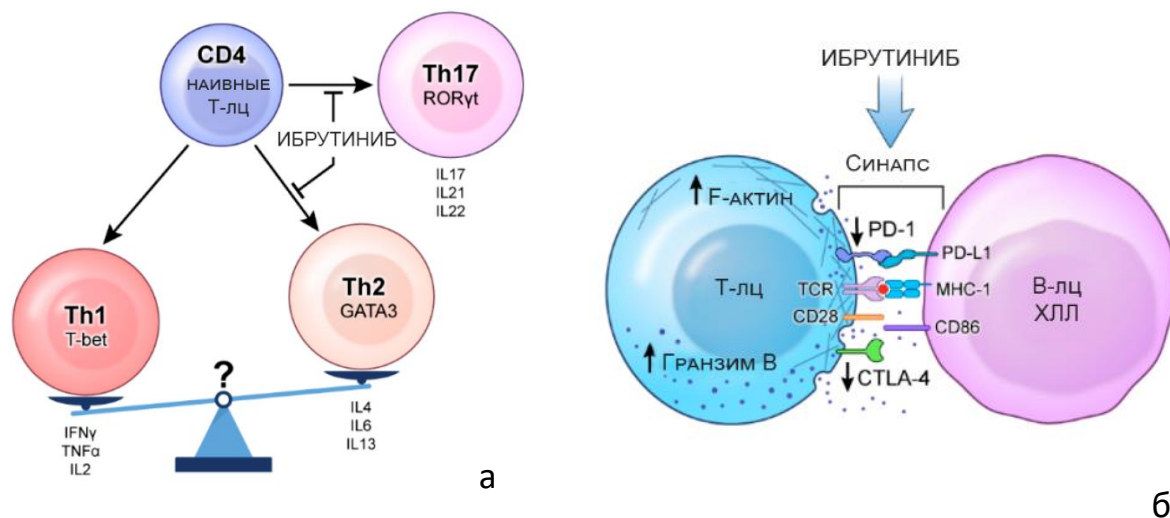 CD4
НАИВНЫЕ
Т-лц
Th17
RORγt
ИБРУТИНИБ
IL17
IL21
IL22
Th1
T-bet
Th2
GATA3
?
IFNγ
TNFα
IL2
IL4
IL6
IL13
а
ИБРУТИНИБ
Синапс
F-актин
PD-1
PD-L1
Т-лц
TCR
MHC-1
В-лц
ХЛЛ
CD28
CD86
Гранзим В
CTLA-4
б